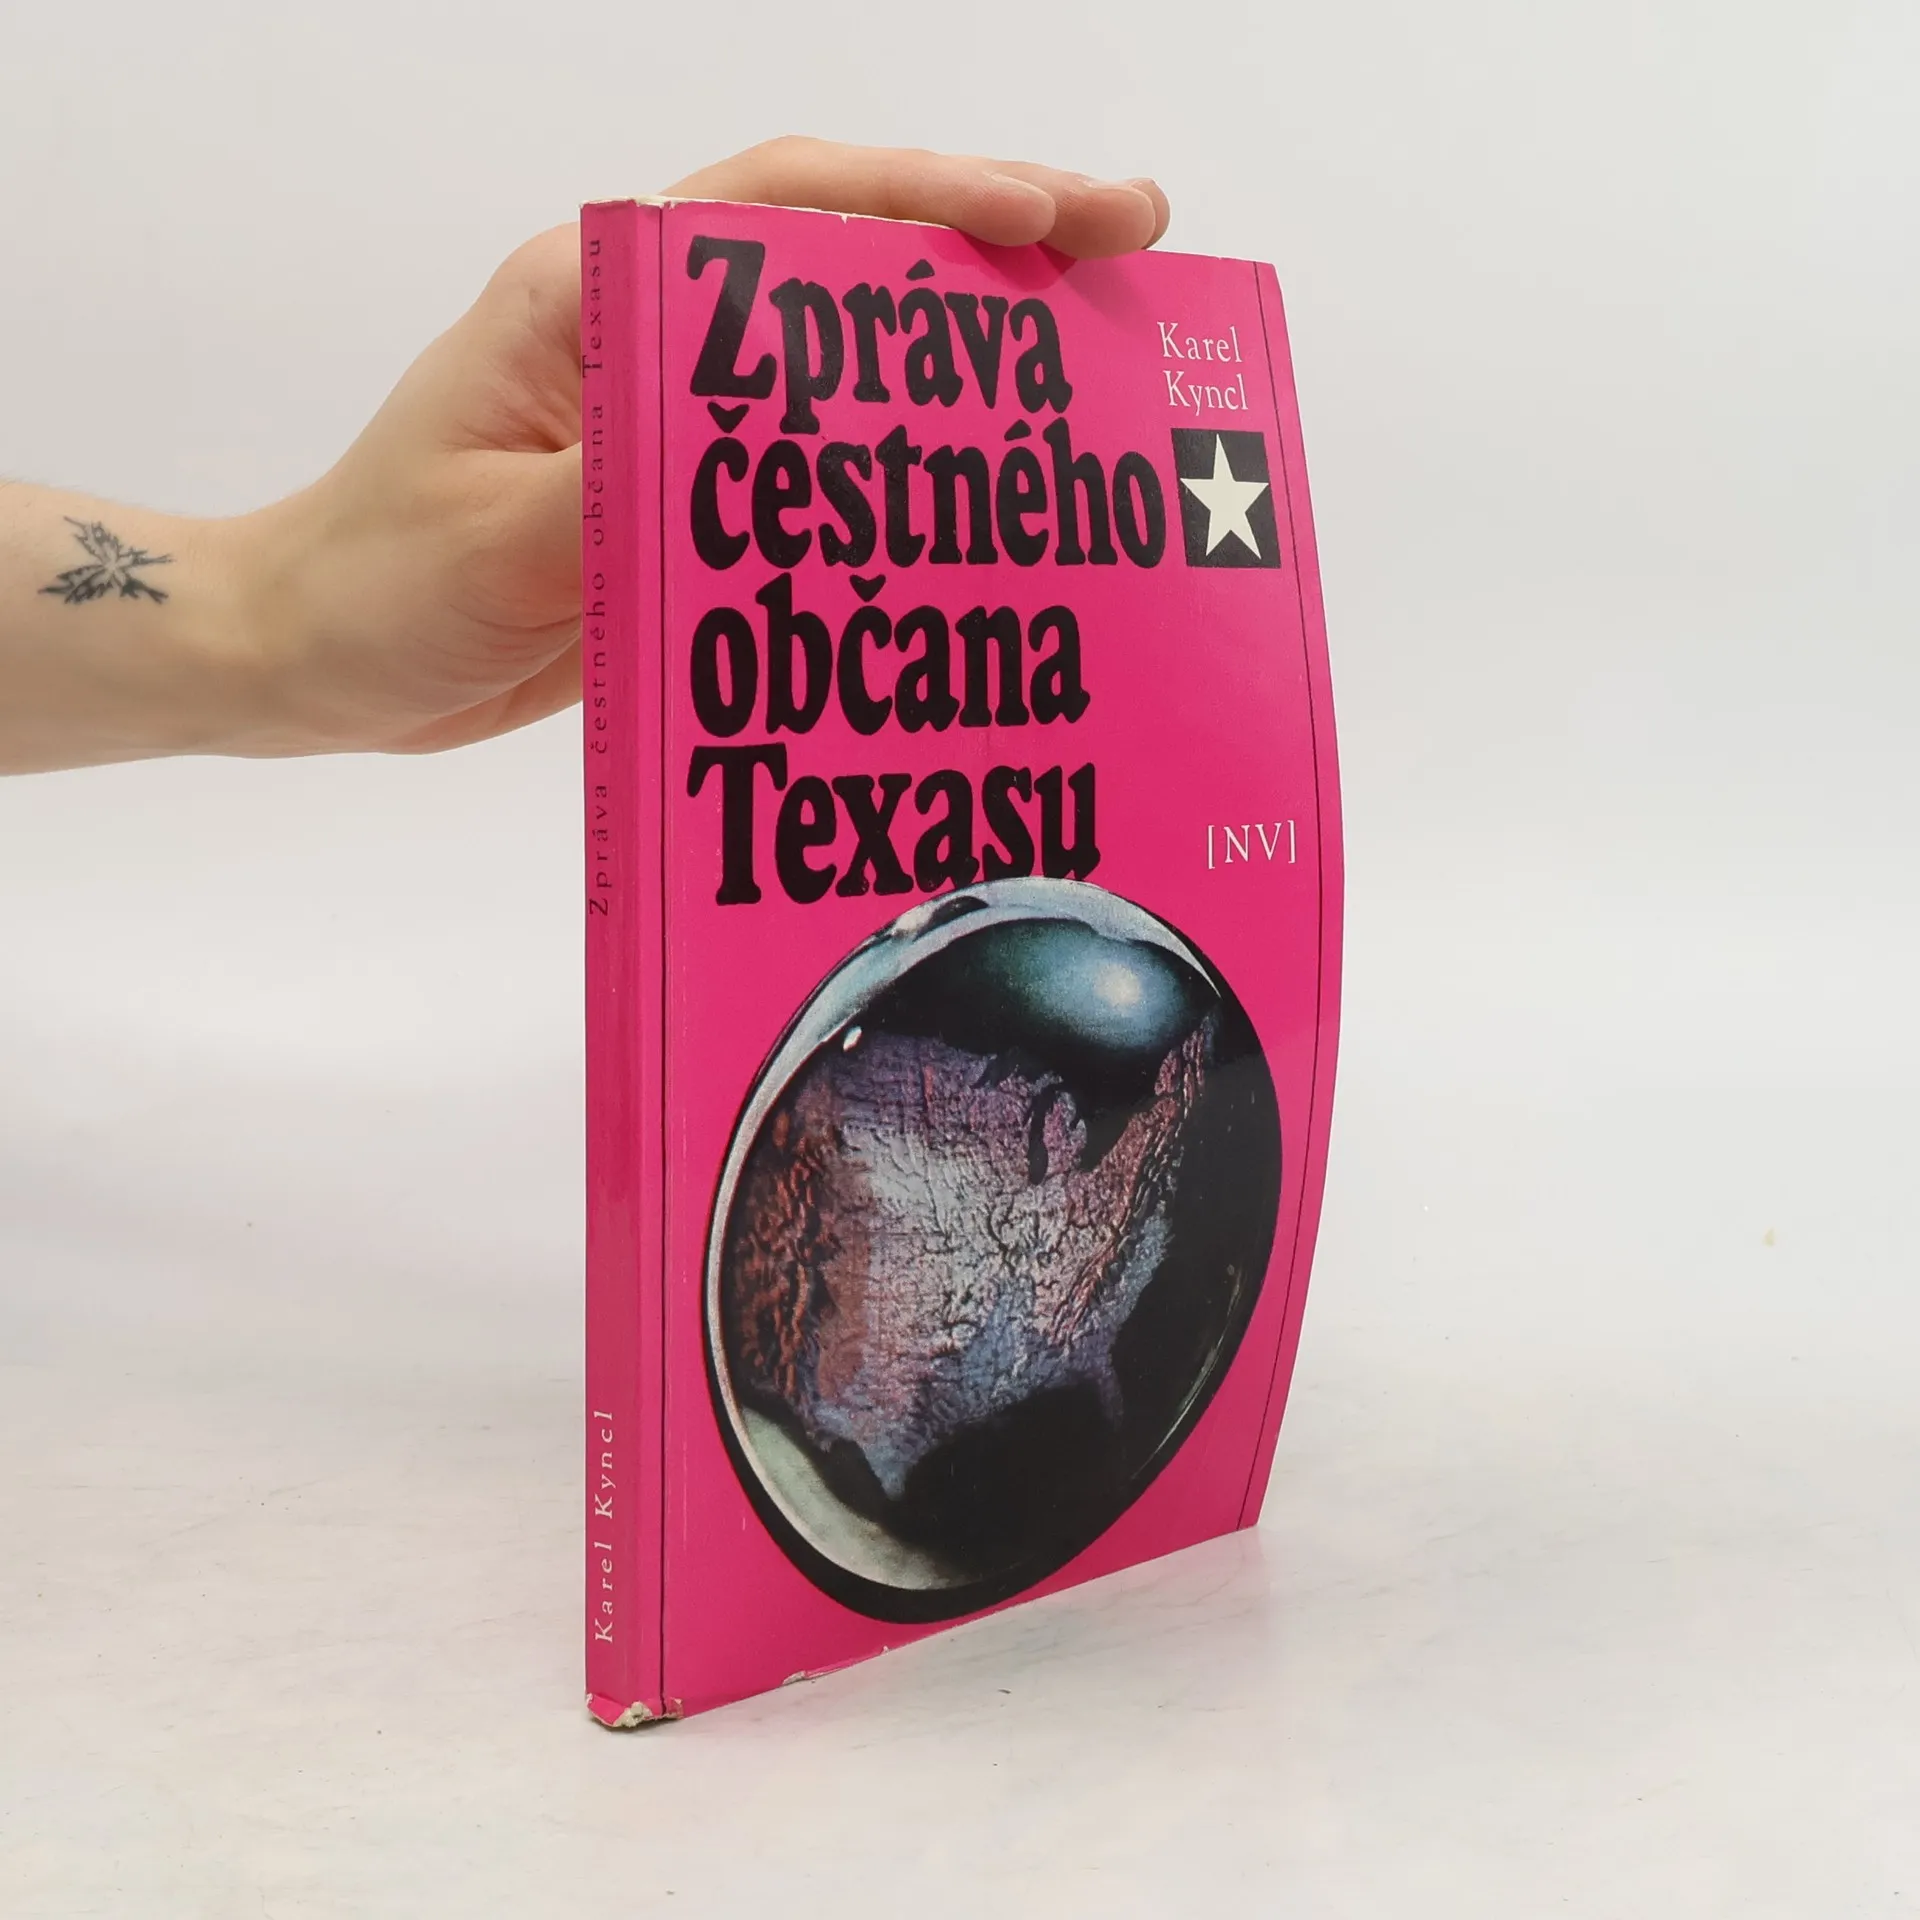 Zpráva
čestného
občana
Texasu
Karel
Kyncl
[NV]
Zpráva čestného občana Texasu
Karel Kyncl